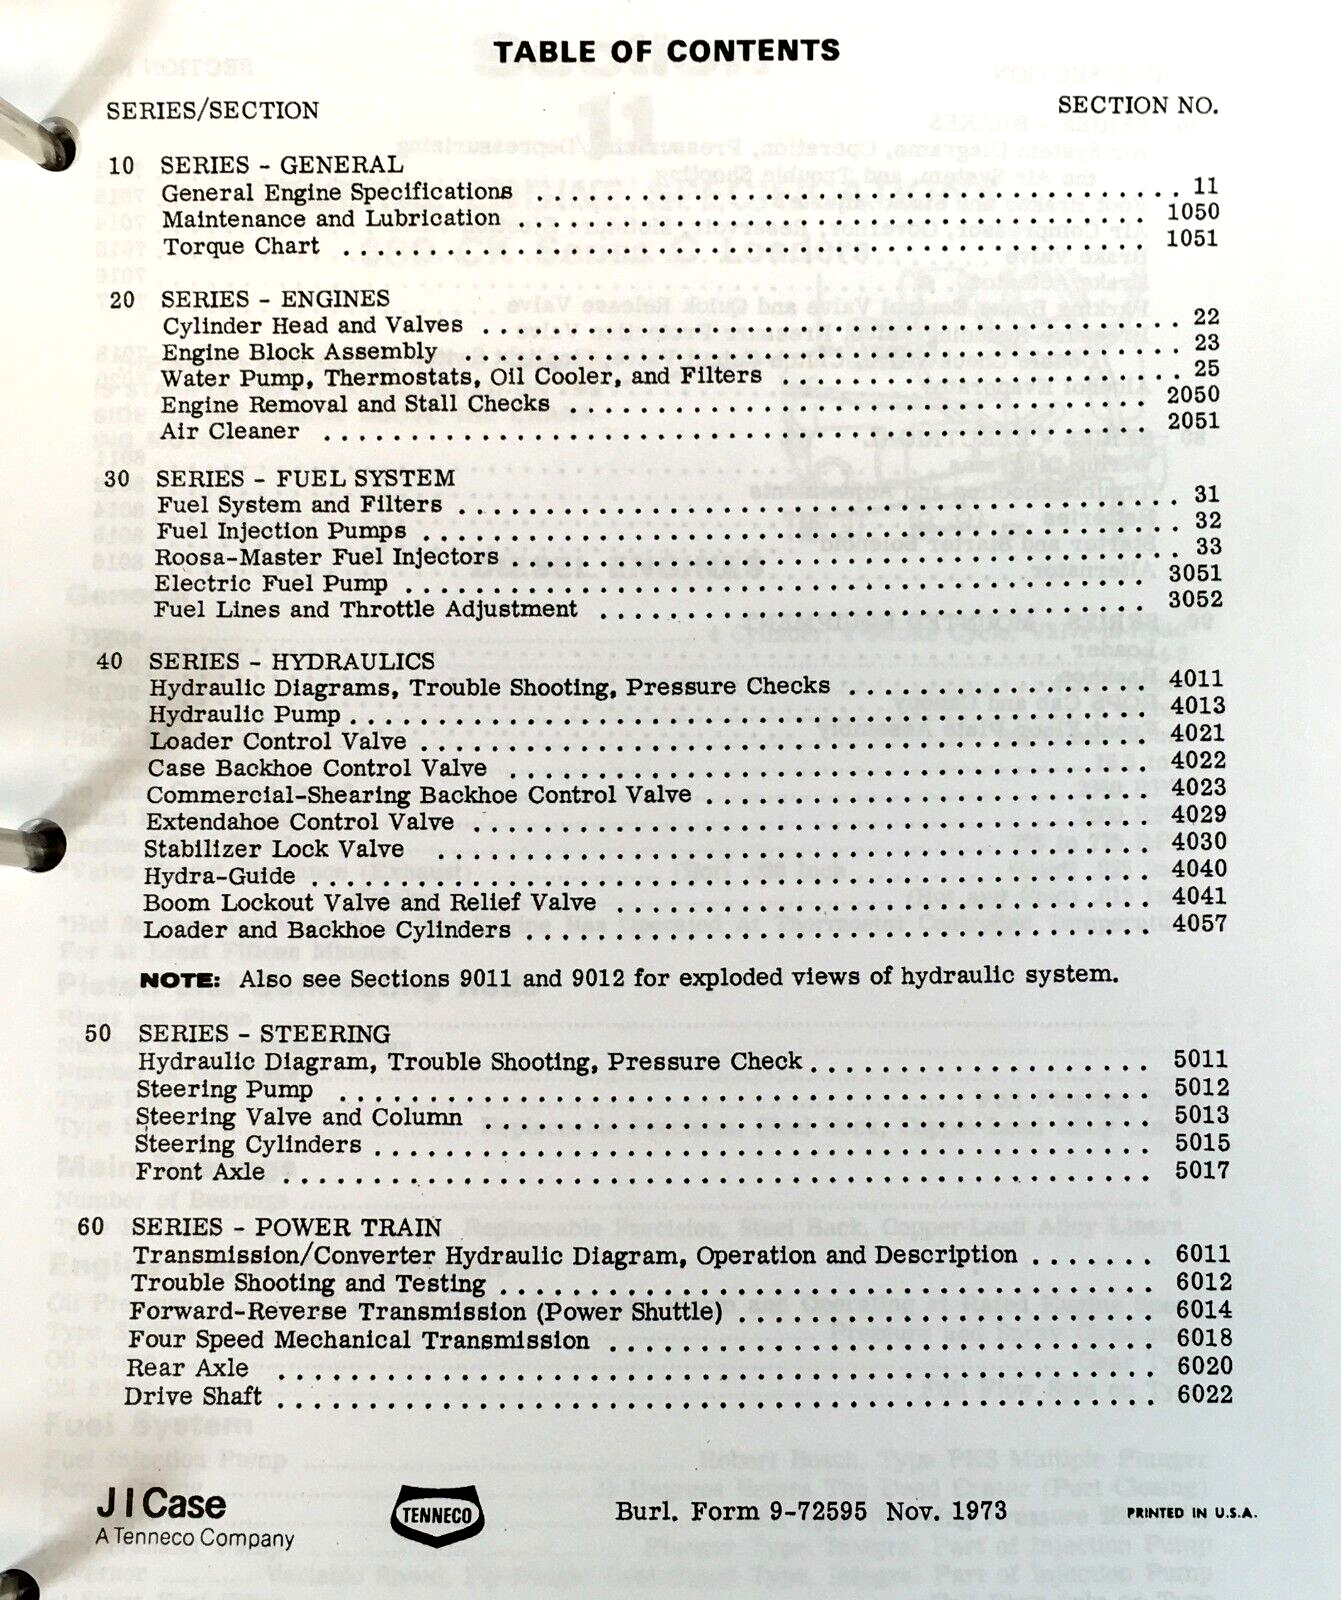 TABLE OF CONTENTS
SERIES/SECTION SECTION NO.
10 SERIES - GENERAL
General Engine Specifications 11
Maintenance and Lubrication 1050
Torque Chart 1051
20 SERIES - ENGINES
Cylinder Head and Valves 22
Engine Block Assembly 23
Water Pump, Thermostats, Oil Cooler, and Filters 25
Engine Removal and Stall Checks 2050
Air Cleaner 2051
30 SERIES - FUEL SYSTEM
Fuel System and Filters 31
Fuel Injection Pumps 32
Roosa-Master Fuel Injectors 33
Electric Fuel Pump 3051
Fuel Lines and Throttle Adjustment 3052
40 SERIES - HYDRAULICS
Hydraulic Diagrams, Trouble Shooting, Pressure Checks 4011
Hydraulic Pump 4013
Loader Control Valve 4021
Case Backhoe Control Valve 4022
Commercial-Shearing Backhoe Control Valve 4023
Extendahoe Control Valve 4029
Stabilizer Lock Valve 4030
Hydra-Guide 4040
Boom Lockout Valve and Relief Valve 4041
Loader and Backhoe Cylinders 4057
NOTE: Also see Sections 9011 and 9012 for exploded views of hydraulic system.
50 SERIES - STEERING
Hydraulic Diagram, Trouble Shooting, Pressure Check 5011
Steering Pump 5012
Steering Valve and Column 5013
Steering Cylinders 5015
Front Axle 5017
60 SERIES - POWER TRAIN
Transmission/Converter Hydraulic Diagram, Operation and Description 6011
Trouble Shooting and Testing 6012
Forward-Reverse Transmission (Power Shuttle) 6014
Four Speed Mechanical Transmission 6018
Rear Axle 6020
Drive Shaft 6022
J I Case
A Tenneco Company
TENNECO
Burl. Form 9-72595 Nov. 1973
PRINTED IN U.S.A.